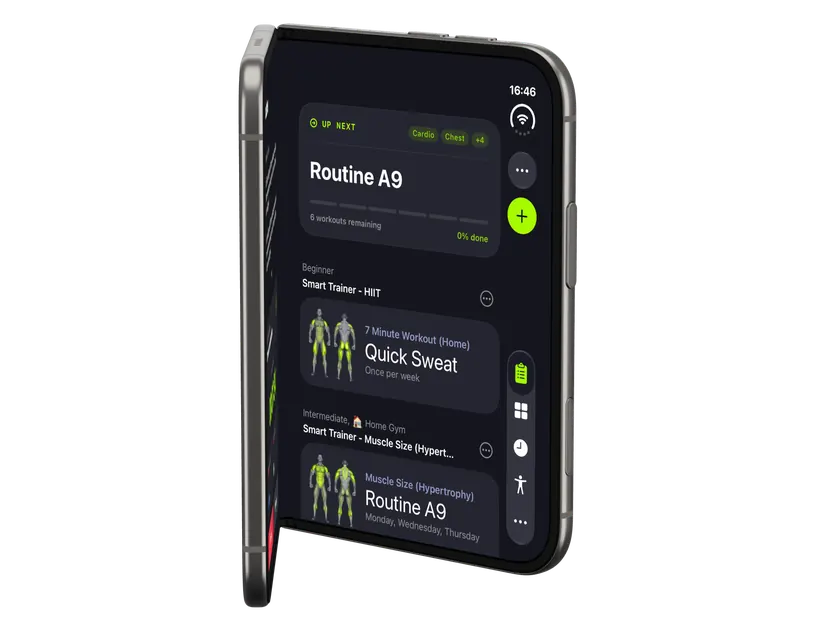 16:46
UP NEXT
Cardio Chest +4
Routine A9
6 workouts remaining
0% done
Beginner
Smart Trainer - HIIT
7 Minute Workout (Home)
Quick Sweat
Once per week
Intermediate, 🏠 Home Gym
Smart Trainer - Muscle Size (Hypert...
Muscle Size (Hypertrophy)
Routine A9
Monday, Wednesday, Thursday